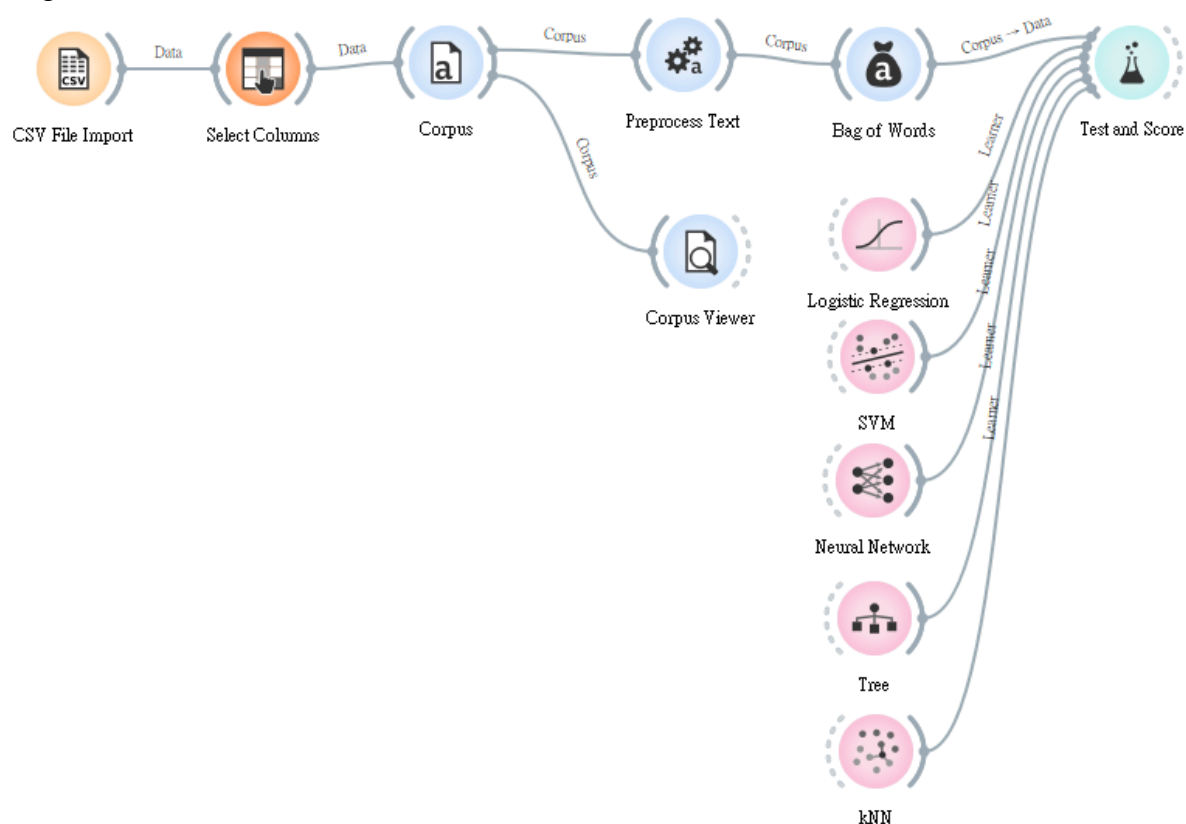 Data
Data
Corpus
Corpus
Corpus → Data
CSV
a
a
a
CSV File Import
Select Columns
Corpus
Preprocess Text
Bag of Words
Test and Score
Corpus
Learner
Learner
Learner
Learner
Learner
Corpus Viewer
Logistic Regression
SVM
Neural Network
Tree
kNN